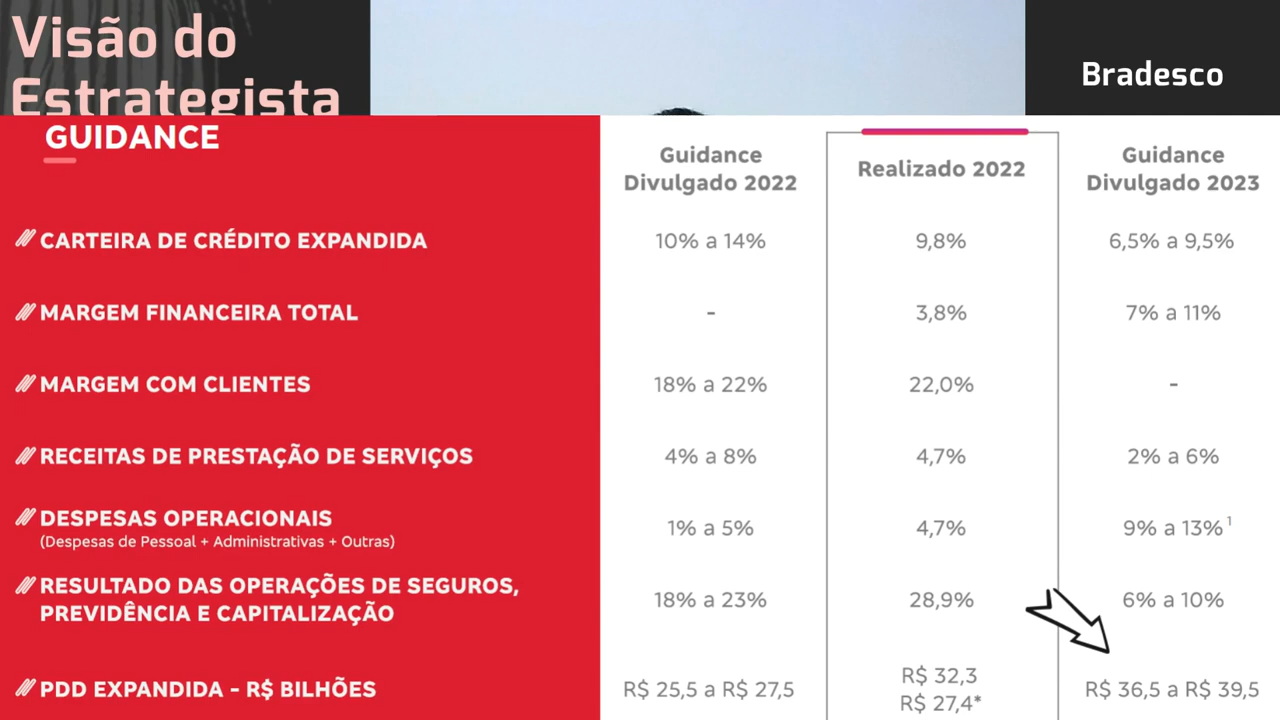 Visão do
Estrategista
Bradesco
GUIDANCE
Guidance
Divulgado 2022
Realizado 2022
Guidance
Divulgado 2023
CARTEIRA DE CRÉDITO EXPANDIDA
10% a 14%
9,8%
6,5% a 9,5%
MARGEM FINANCEIRA TOTAL
-
3,8%
7% a 11%
MARGEM COM CLIENTES
18% a 22%
22,0%
-
RECEITAS DE PRESTAÇÃO DE SERVIÇOS
4% a 8%
4,7%
2% a 6%
DESPESAS OPERACIONAIS
(Despesas de Pessoal + Administrativas + Outras)
1% a 5%
4,7%
9% a 13%¹
RESULTADO DAS OPERAÇÕES DE SEGUROS,
PREVIDÊNCIA E CAPITALIZAÇÃO
18% a 23%
28,9%
6% a 10%
PDD EXPANDIDA - R$ BILHÕES
R$ 25,5 a R$ 27,5
R$ 32,3
R$ 27,4*
R$ 36,5 a R$ 39,5